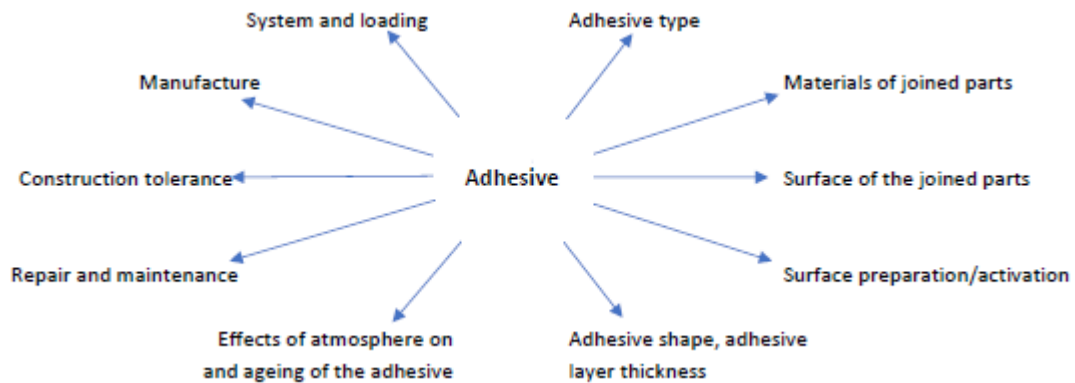 System and loading
Adhesive type
Manufacture
Materials of joined parts
Construction tolerance
Adhesive
Surface of the joined parts
Repair and maintenance
Surface preparation/activation
Effects of atmosphere on
and ageing of the adhesive
Adhesive shape, adhesive
layer thickness